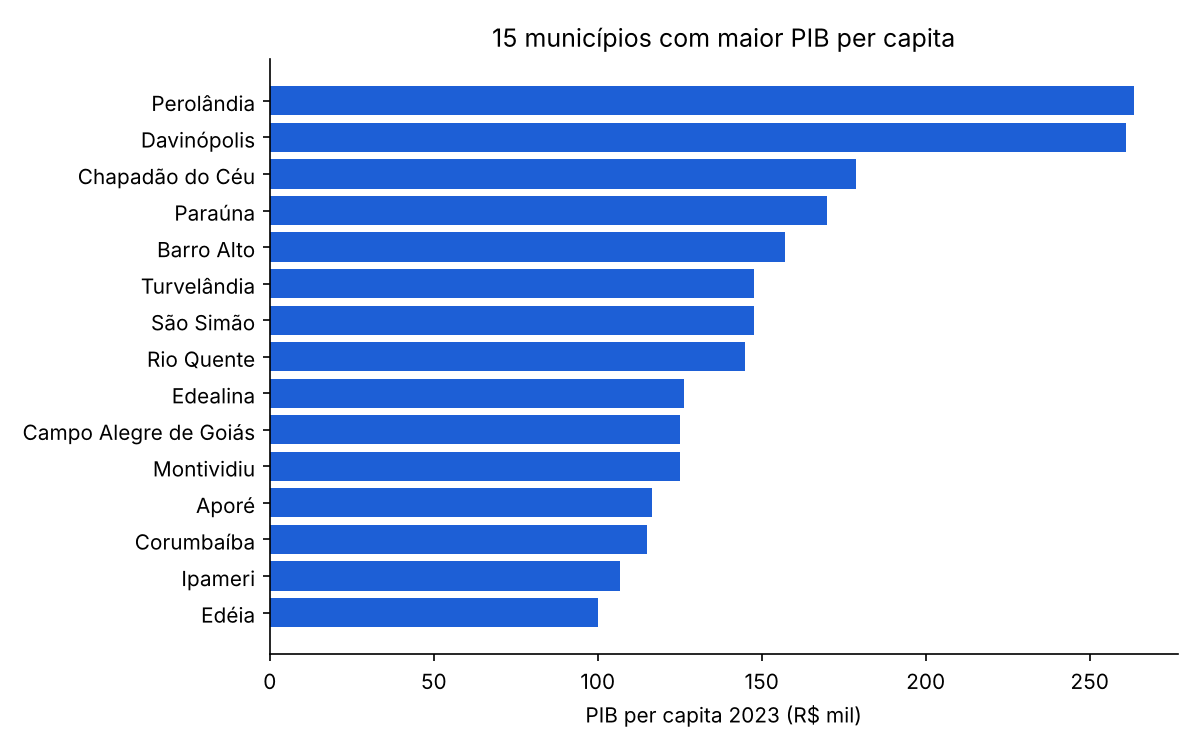 15 municípios com maior PIB per capita
Perolândia
Davinópolis
Chapadão do Céu
Paraúna
Barro Alto
Turvelândia
São Simão
Rio Quente
Edealina
Campo Alegre de Goiás
Montividiu
Aporé
Corumbaíba
Ipameri
Edéia
0 50 100 150 200 250
PIB per capita 2023 (R$ mil)